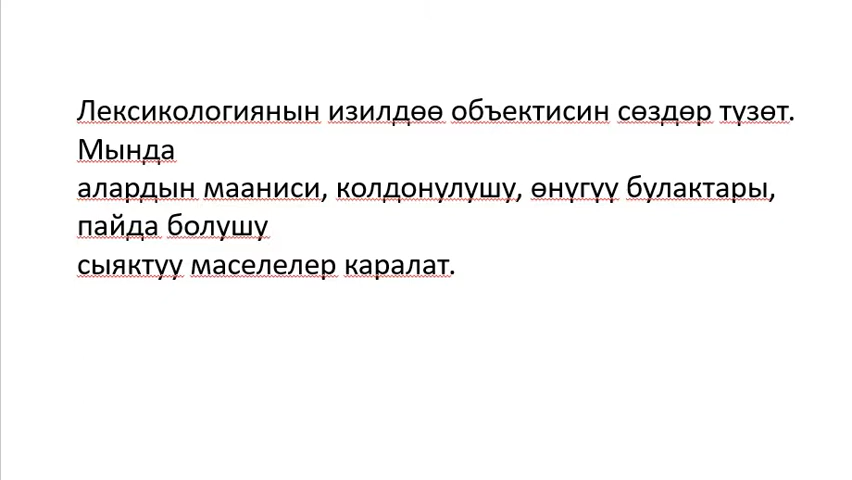 Лексикологиянын изилдөө объектисин сөздөр түзөт.
Мында
алардын мааниси, колдонулушу, өнүгүү булактары,
пайда болушу
сыяктуу маселелер каралат.